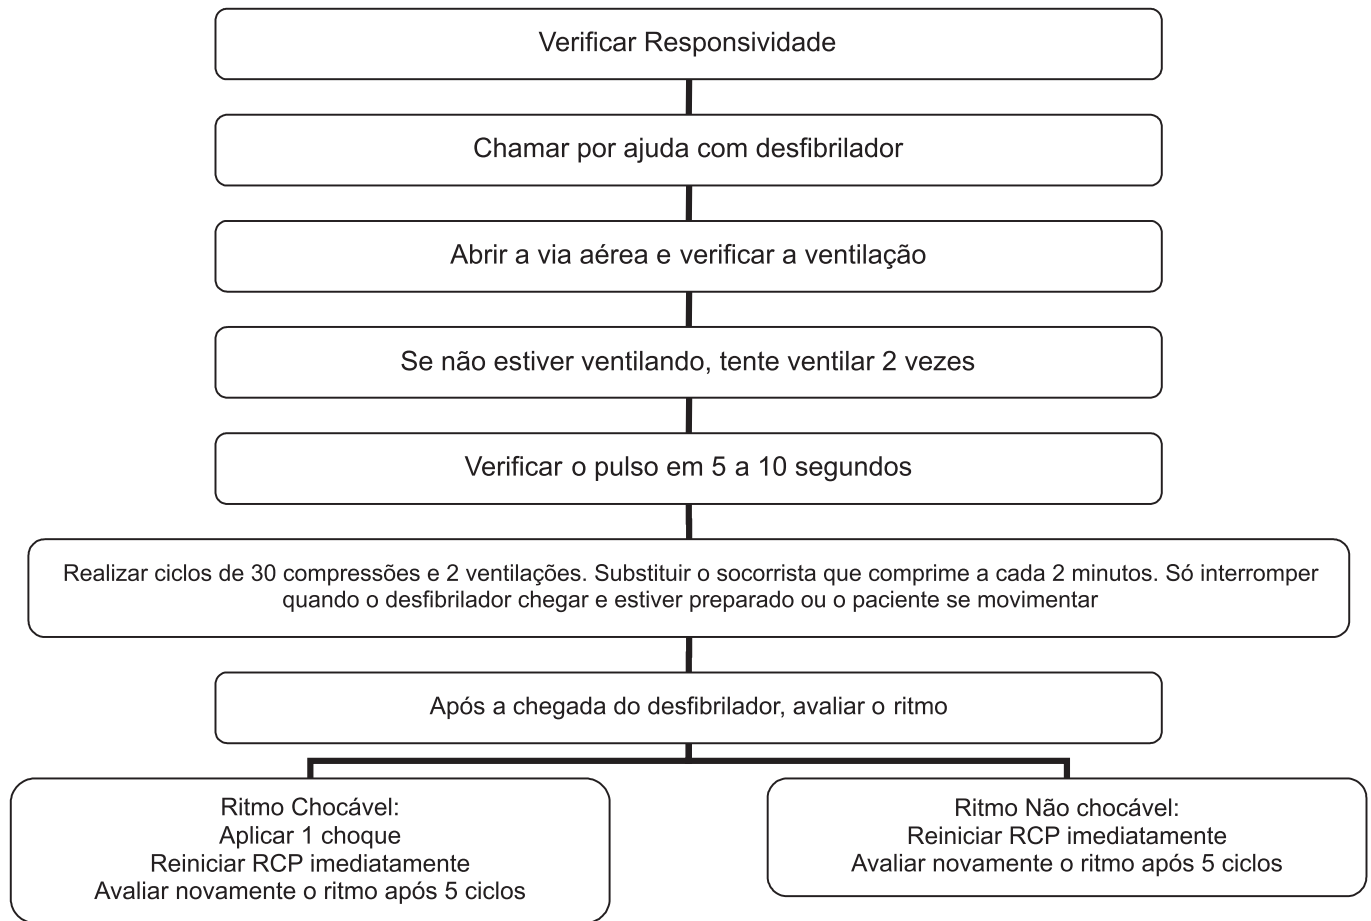 Verificar Responsividade
Chamar por ajuda com desfibrilador
Abrir a via aérea e verificar a ventilação
Se não estiver ventilando, tente ventilar 2 vezes
Verificar o pulso em 5 a 10 segundos
Realizar ciclos de 30 compressões e 2 ventilações. Substituir o socorrista que comprime a cada 2 minutos. Só interromper
quando o desfibrilador chegar e estiver preparado ou o paciente se movimentar
Após a chegada do desfibrilador, avaliar o ritmo
Ritmo Chocável:
Aplicar 1 choque
Reiniciar RCP imediatamente
Avaliar novamente o ritmo após 5 ciclos
Ritmo Não chocável:
Reiniciar RCP imediatamente
Avaliar novamente o ritmo após 5 ciclos